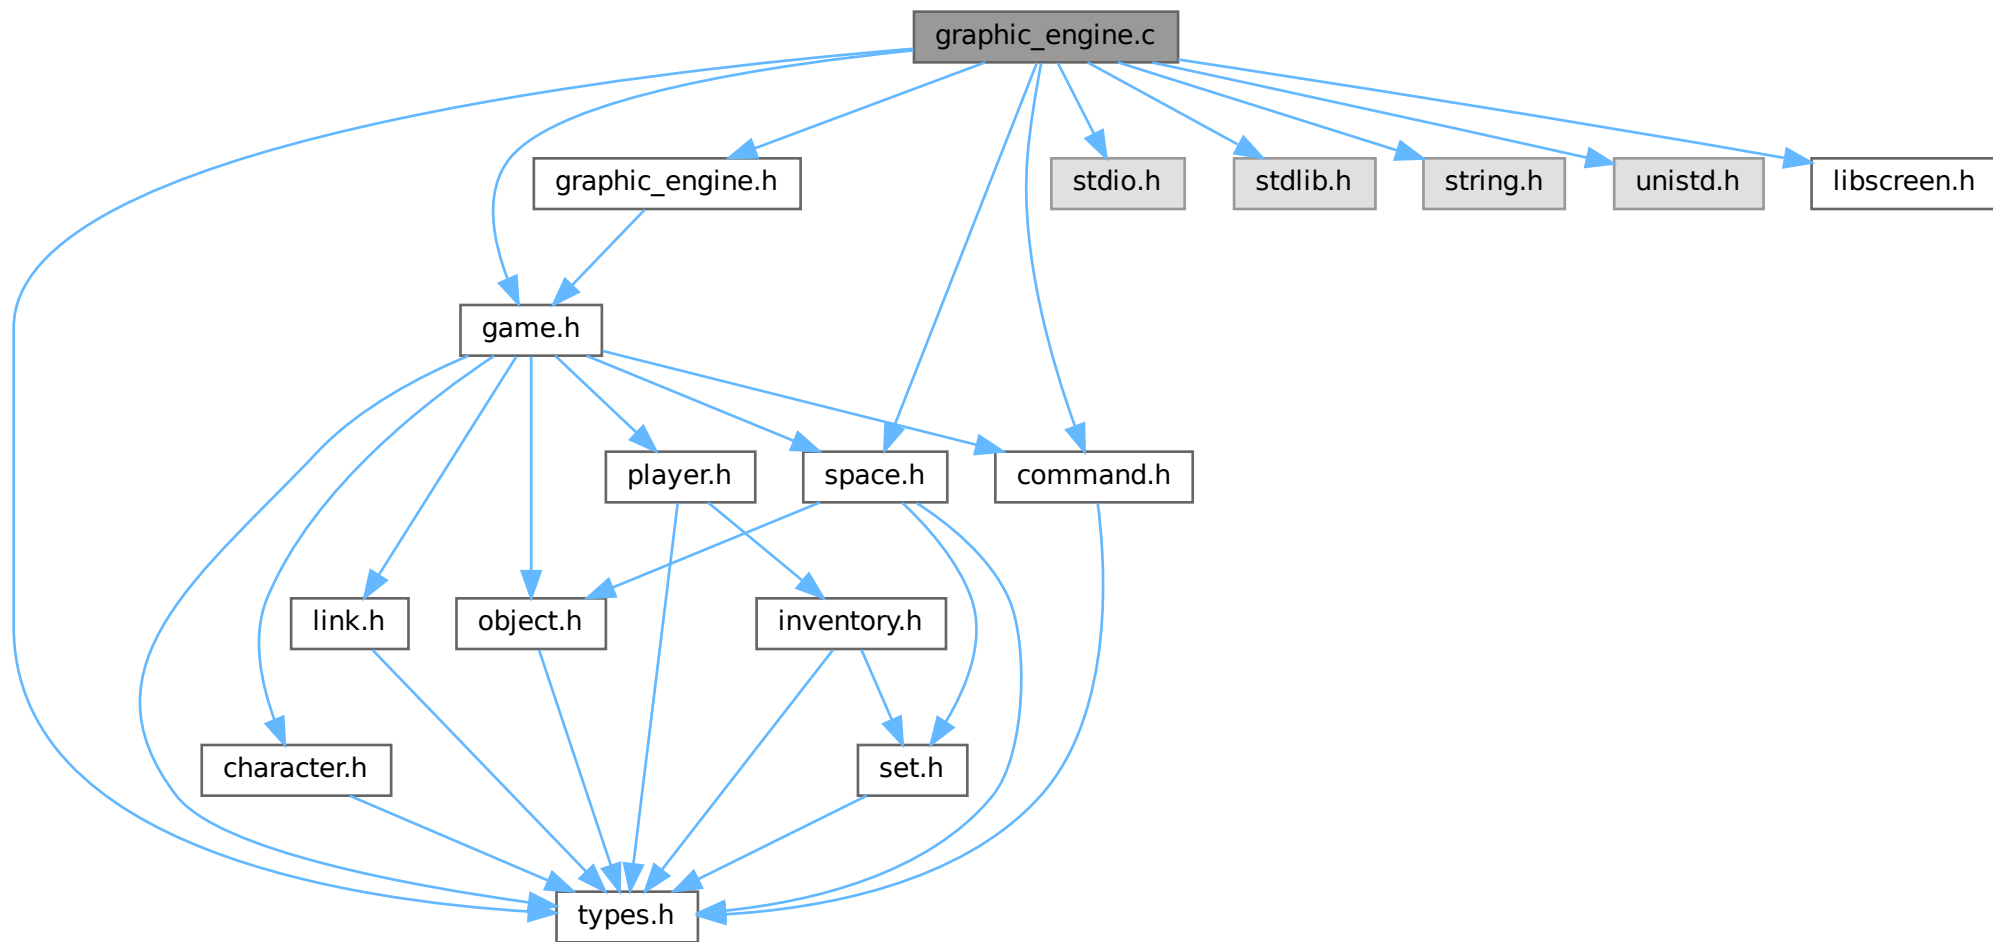 graphic_engine.c
graphic_engine.h
stdio.h
stdlib.h
string.h
unistd.h
libscreen.h
game.h
player.h
space.h
command.h
link.h
object.h
inventory.h
character.h
set.h
types.h